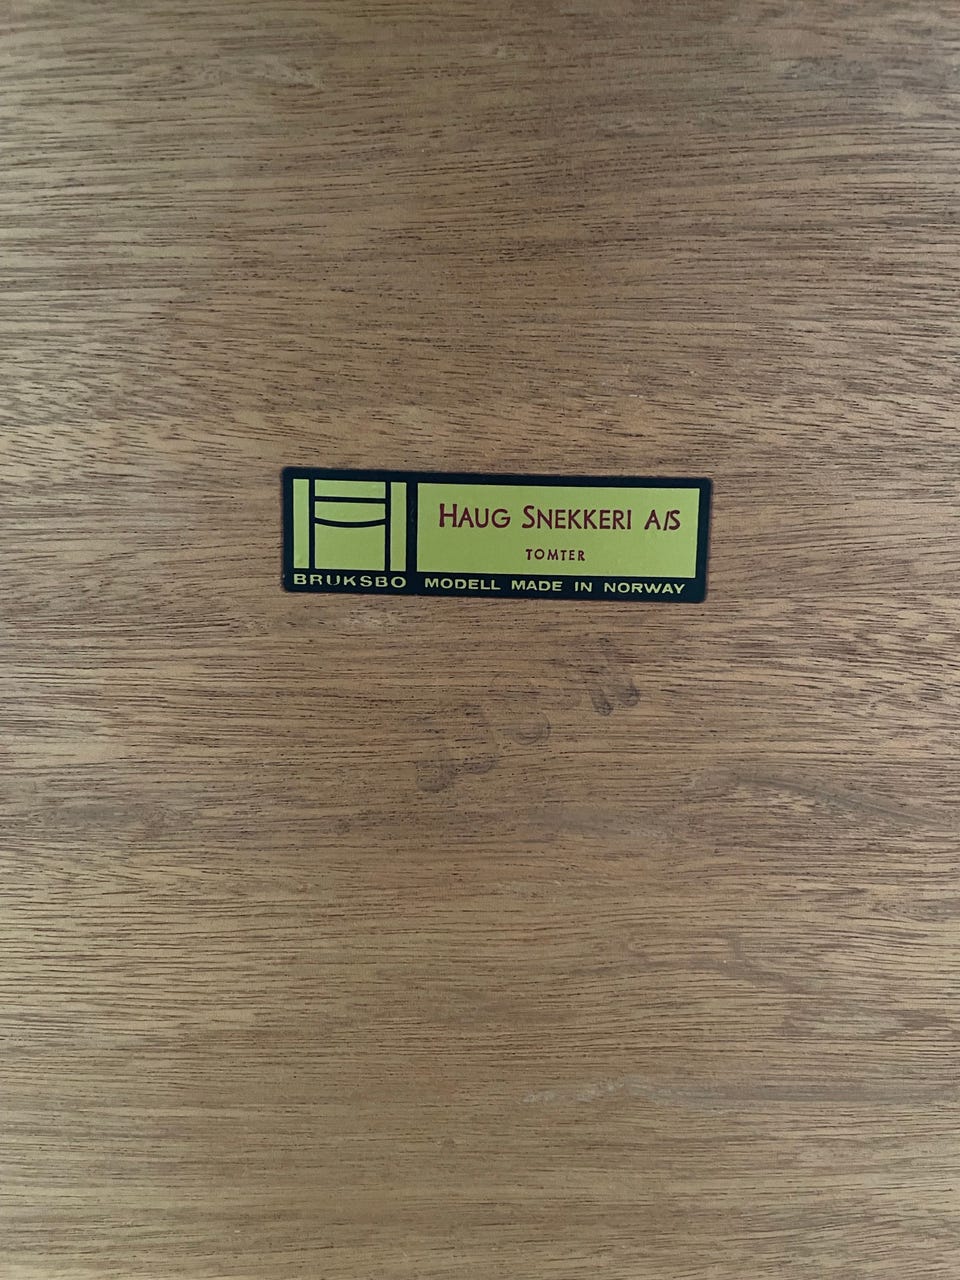 HAUG SNEKKERI A/S
TOMTER
BRUKSBO MODELL MADE IN NORWAY